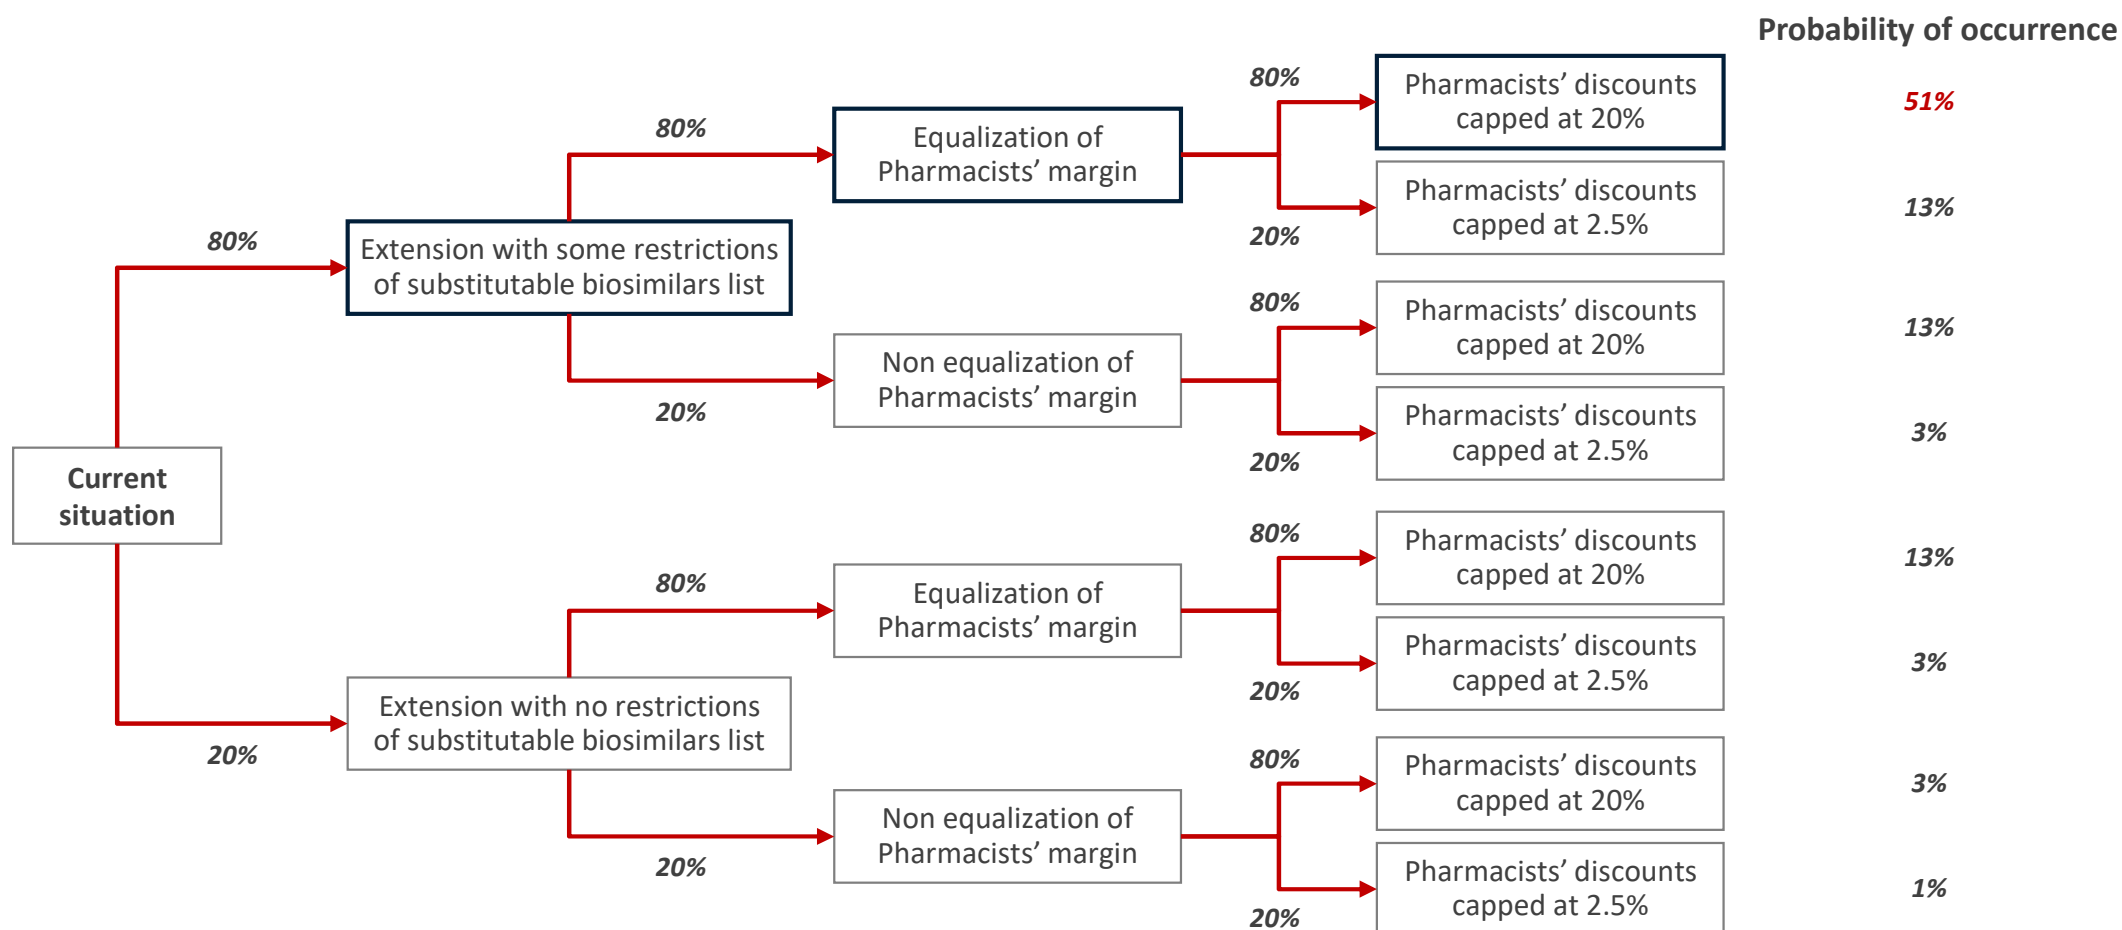 Probability of occurrence
80%
Pharmacists’ discounts
capped at 20%
51%
80%
Equalization of
Pharmacists’ margin
Pharmacists’ discounts
capped at 2.5%
13%
20%
80%
Extension with some restrictions
of substitutable biosimilars list
80%
Pharmacists’ discounts
capped at 20%
13%
Non equalization of
Pharmacists’ margin
20%
Pharmacists’ discounts
capped at 2.5%
3%
20%
Current
situation
80%
Pharmacists’ discounts
capped at 20%
13%
80%
Equalization of
Pharmacists’ margin
Pharmacists’ discounts
capped at 2.5%
3%
20%
Extension with no restrictions
of substitutable biosimilars list
20%
80%
Pharmacists’ discounts
capped at 20%
3%
Non equalization of
Pharmacists’ margin
20%
Pharmacists’ discounts
capped at 2.5%
1%
20%